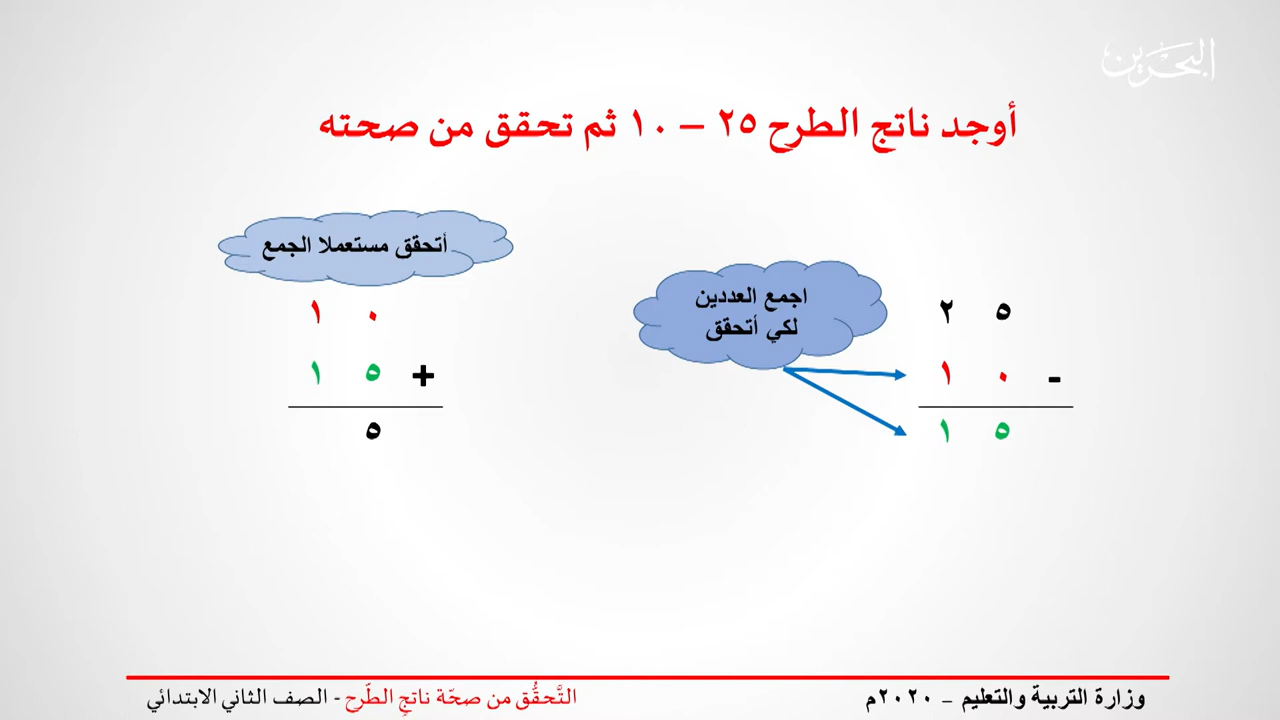 البحرين
أوجد ناتج الطرح ٢٥ – ١٠ ثم تحقق من صحته
اجمع العددين
لكي أتحقق
٢ ٥
١ ٠ -
١ ٥
أتحقق مستعملا الجمع
١ ٠
١ ٥ +
٥
وزارة التربية والتعليم – ٢٠٢٠م
التَّحقُّق من صحّة ناتجِ الطّرح - الصف الثاني الابتدائي